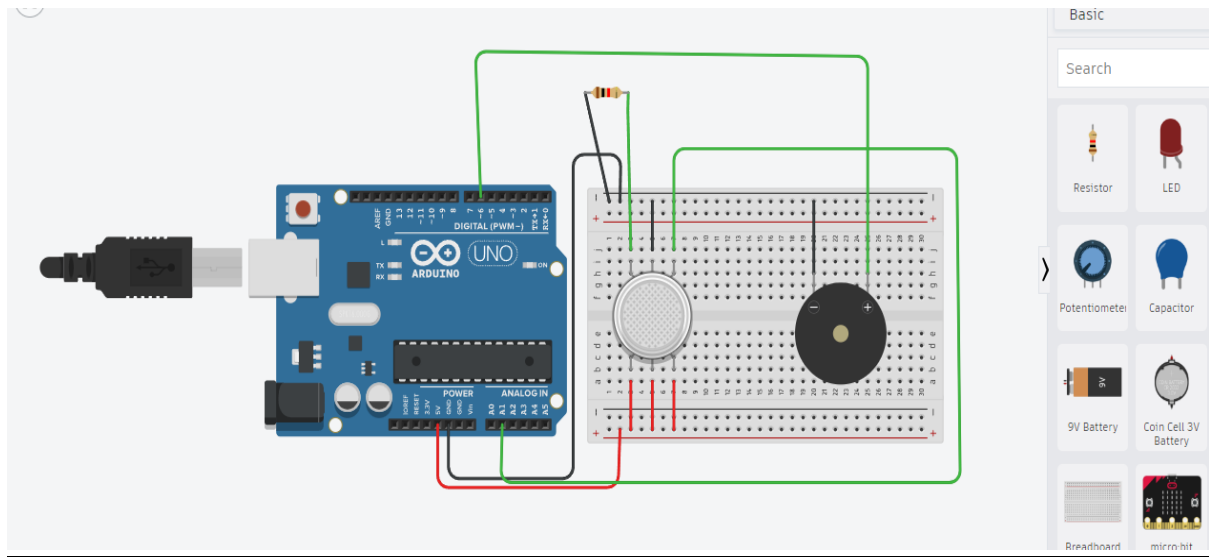 Basic
Search
Resistor
LED
Potentiometer
Capacitor
9V
9V Battery
Coin Cell 3V
Battery
Breadboard
micro:bit
AREF
GND
13
12
~11
~10
~9
8
7
~6
~5
4
~3
2
TX→1
RX←0
DIGITAL (PWM~)
L
TX
RX
UNO
ARDUINO
ON
POWER
ANALOG IN
IOREF
RESET
3.3V
5V
GND
GND
Vin
A0
A1
A2
A3
A4
A5